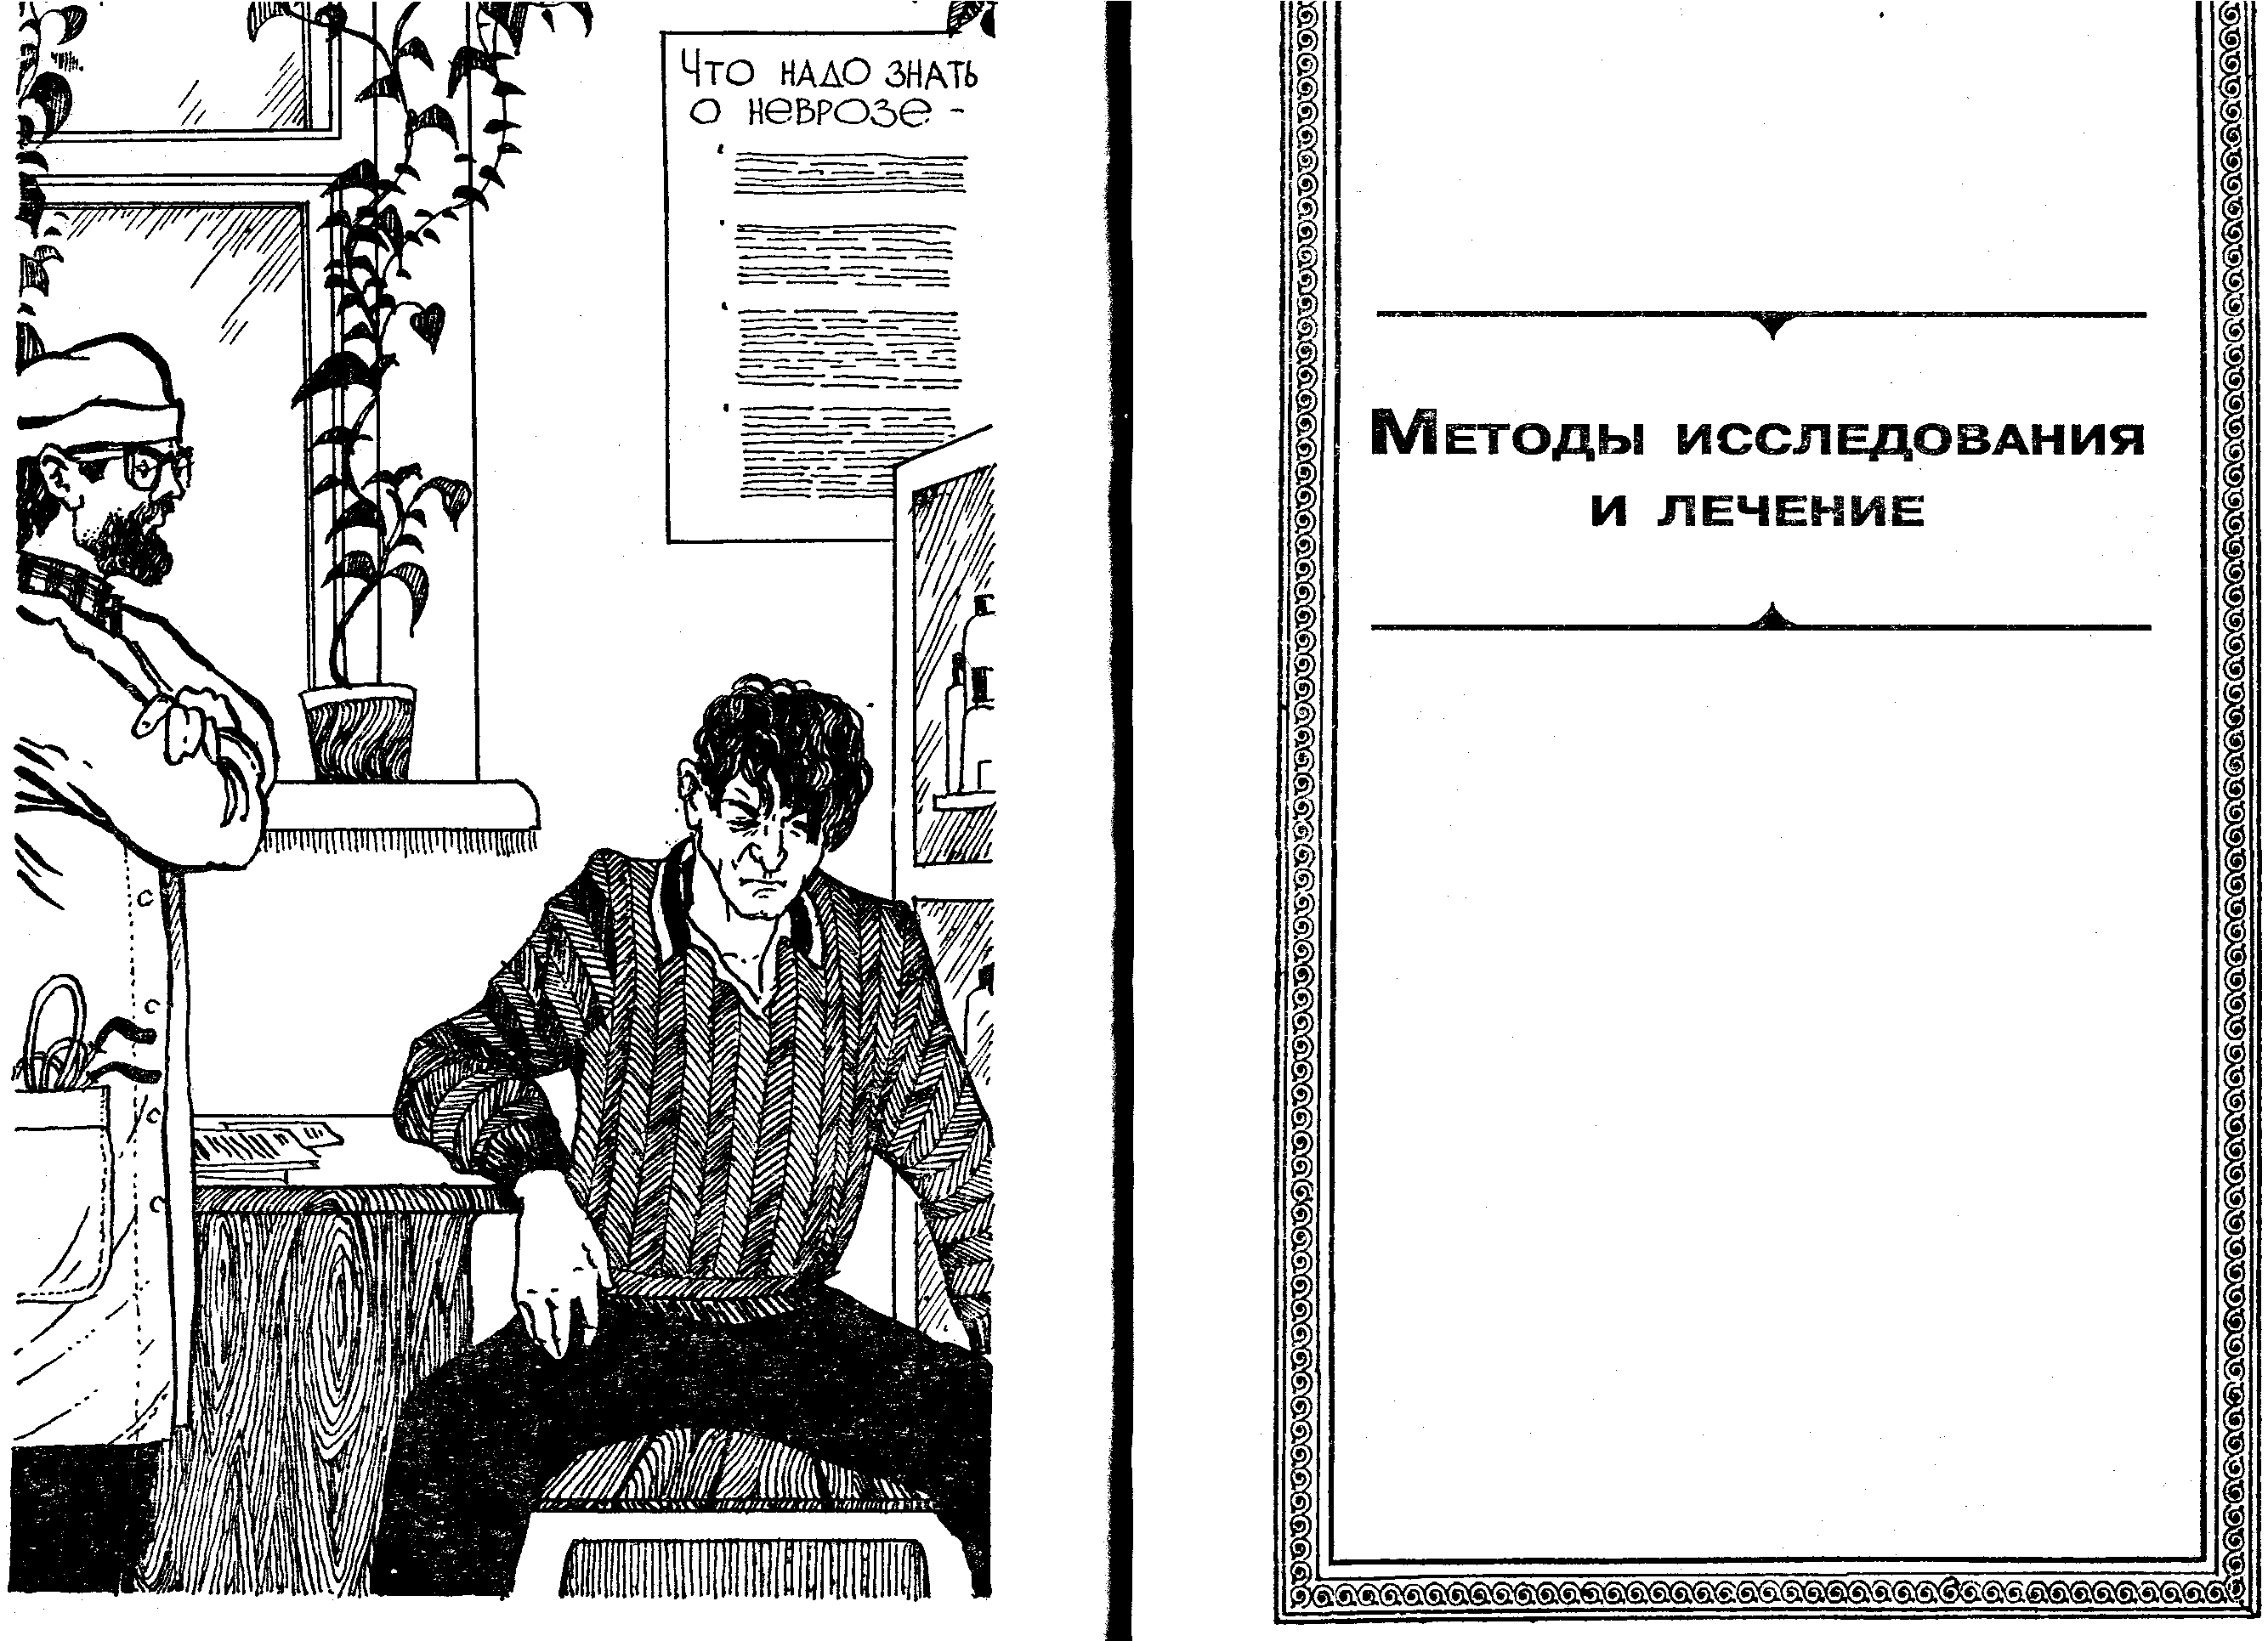 Что надо знать
о неврозе -
Методы исследования
и лечение